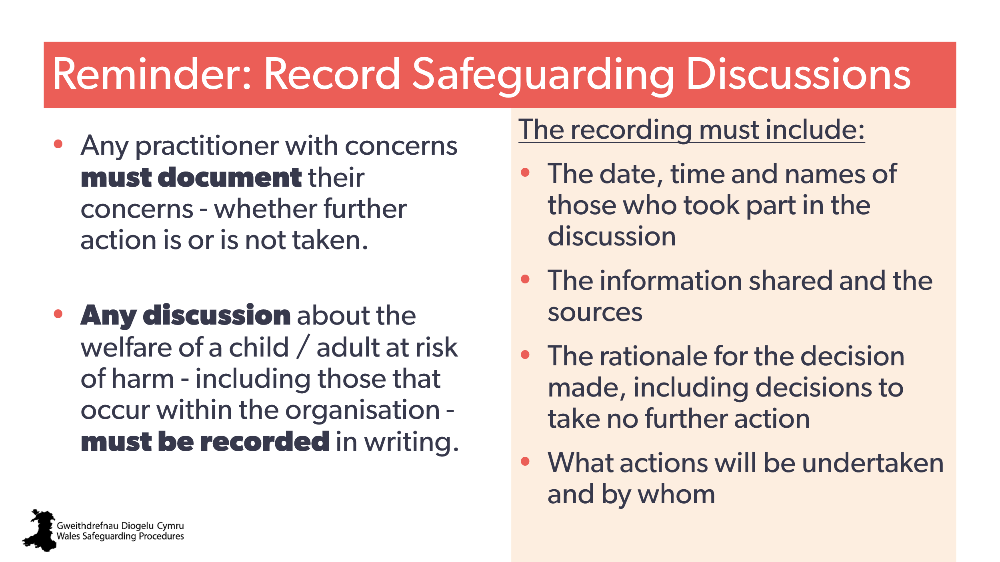 Reminder: Record Safeguarding Discussions
• Any practitioner with concerns
must document their
concerns - whether further
action is or is not taken.
• Any discussion about the
welfare of a child / adult at risk
of harm - including those that
occur within the organisation -
must be recorded in writing.
The recording must include:
• The date, time and names of
those who took part in the
discussion
• The information shared and the
sources
• The rationale for the decision
made, including decisions to
take no further action
• What actions will be undertaken
and by whom
Gweithdrefnau Diogelu Cymru
Wales Safeguarding Procedures